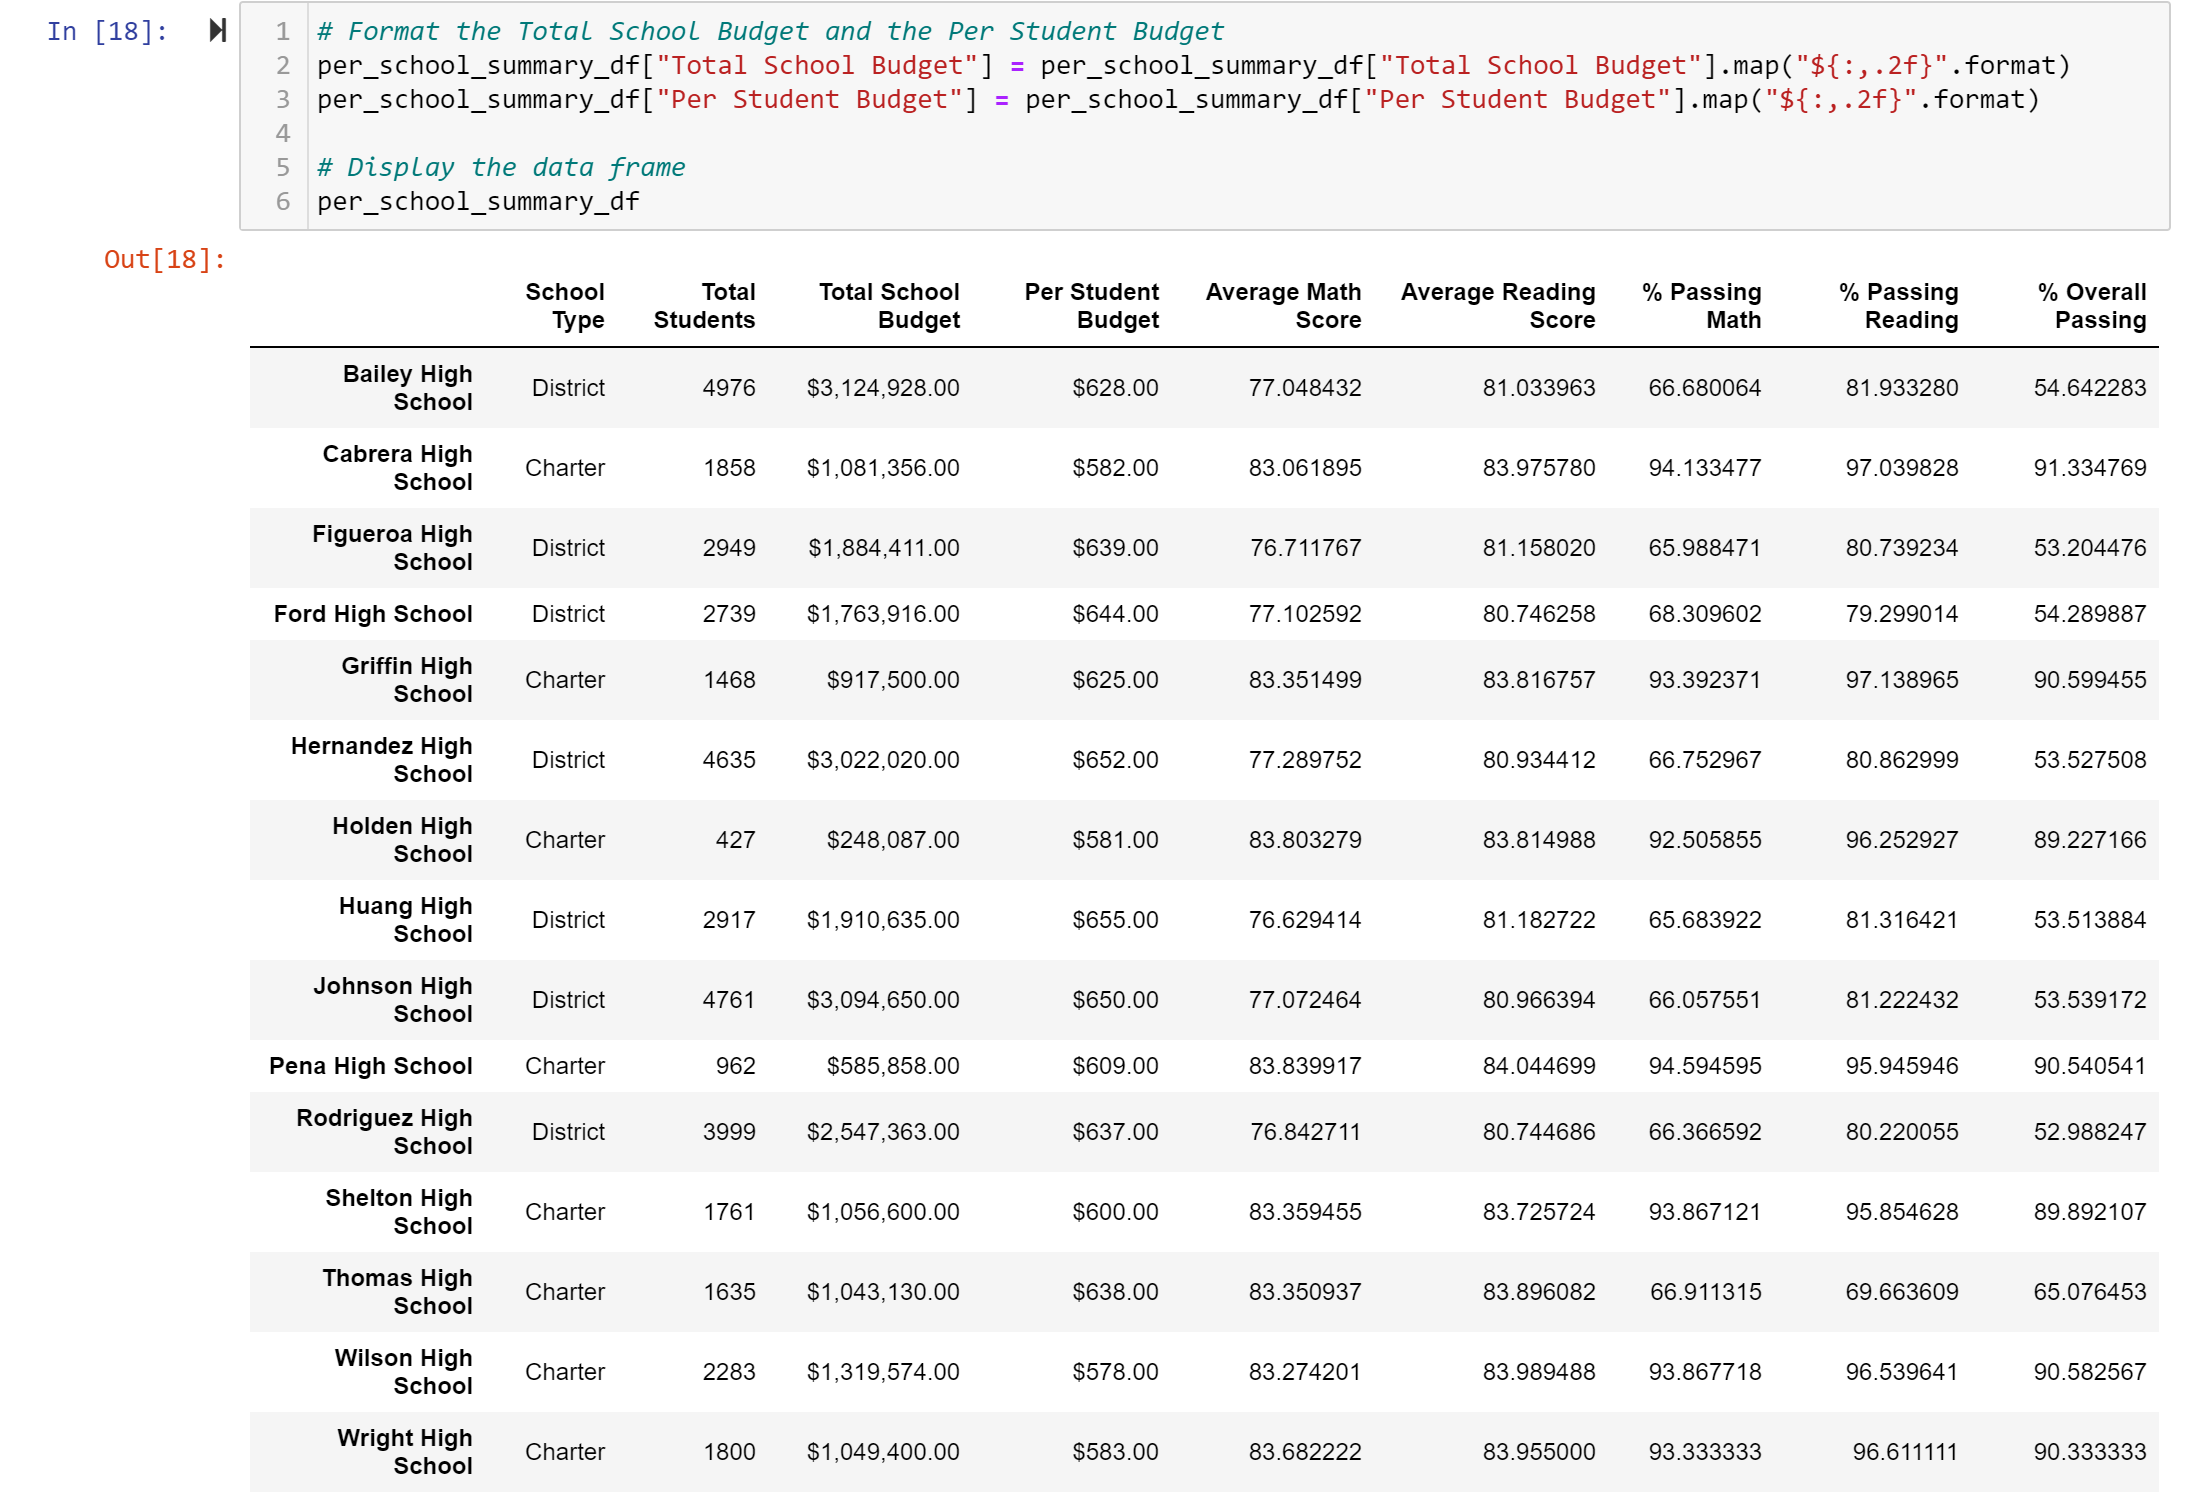 In [18]:
1 # Format the Total School Budget and the Per Student Budget
2 per_school_summary_df["Total School Budget"] = per_school_summary_df["Total School Budget"].map("${:,.2f}".format)
3 per_school_summary_df["Per Student Budget"] = per_school_summary_df["Per Student Budget"].map("${:,.2f}".format)
4
5 # Display the data frame
6 per_school_summary_df
Out[18]:
School Type Total Students Total School Budget Per Student Budget Average Math Score Average Reading Score % Passing Math % Passing Reading % Overall Passing
Bailey High School District 4976 $3,124,928.00 $628.00 77.048432 81.033963 66.680064 81.933280 54.642283
Cabrera High School Charter 1858 $1,081,356.00 $582.00 83.061895 83.975780 94.133477 97.039828 91.334769
Figueroa High School District 2949 $1,884,411.00 $639.00 76.711767 81.158020 65.988471 80.739234 53.204476
Ford High School District 2739 $1,763,916.00 $644.00 77.102592 80.746258 68.309602 79.299014 54.289887
Griffin High School Charter 1468 $917,500.00 $625.00 83.351499 83.816757 93.392371 97.138965 90.599455
Hernandez High School District 4635 $3,022,020.00 $652.00 77.289752 80.934412 66.752967 80.862999 53.527508
Holden High School Charter 427 $248,087.00 $581.00 83.803279 83.814988 92.505855 96.252927 89.227166
Huang High School District 2917 $1,910,635.00 $655.00 76.629414 81.182722 65.683922 81.316421 53.513884
Johnson High School District 4761 $3,094,650.00 $650.00 77.072464 80.966394 66.057551 81.222432 53.539172
Pena High School Charter 962 $585,858.00 $609.00 83.839917 84.044699 94.594595 95.945946 90.540541
Rodriguez High School District 3999 $2,547,363.00 $637.00 76.842711 80.744686 66.366592 80.220055 52.988247
Shelton High School Charter 1761 $1,056,600.00 $600.00 83.359455 83.725724 93.867121 95.854628 89.892107
Thomas High School Charter 1635 $1,043,130.00 $638.00 83.350937 83.896082 66.911315 69.663609 65.076453
Wilson High School Charter 2283 $1,319,574.00 $578.00 83.274201 83.989488 93.867718 96.539641 90.582567
Wright High School Charter 1800 $1,049,400.00 $583.00 83.682222 83.955000 93.333333 96.611111 90.333333